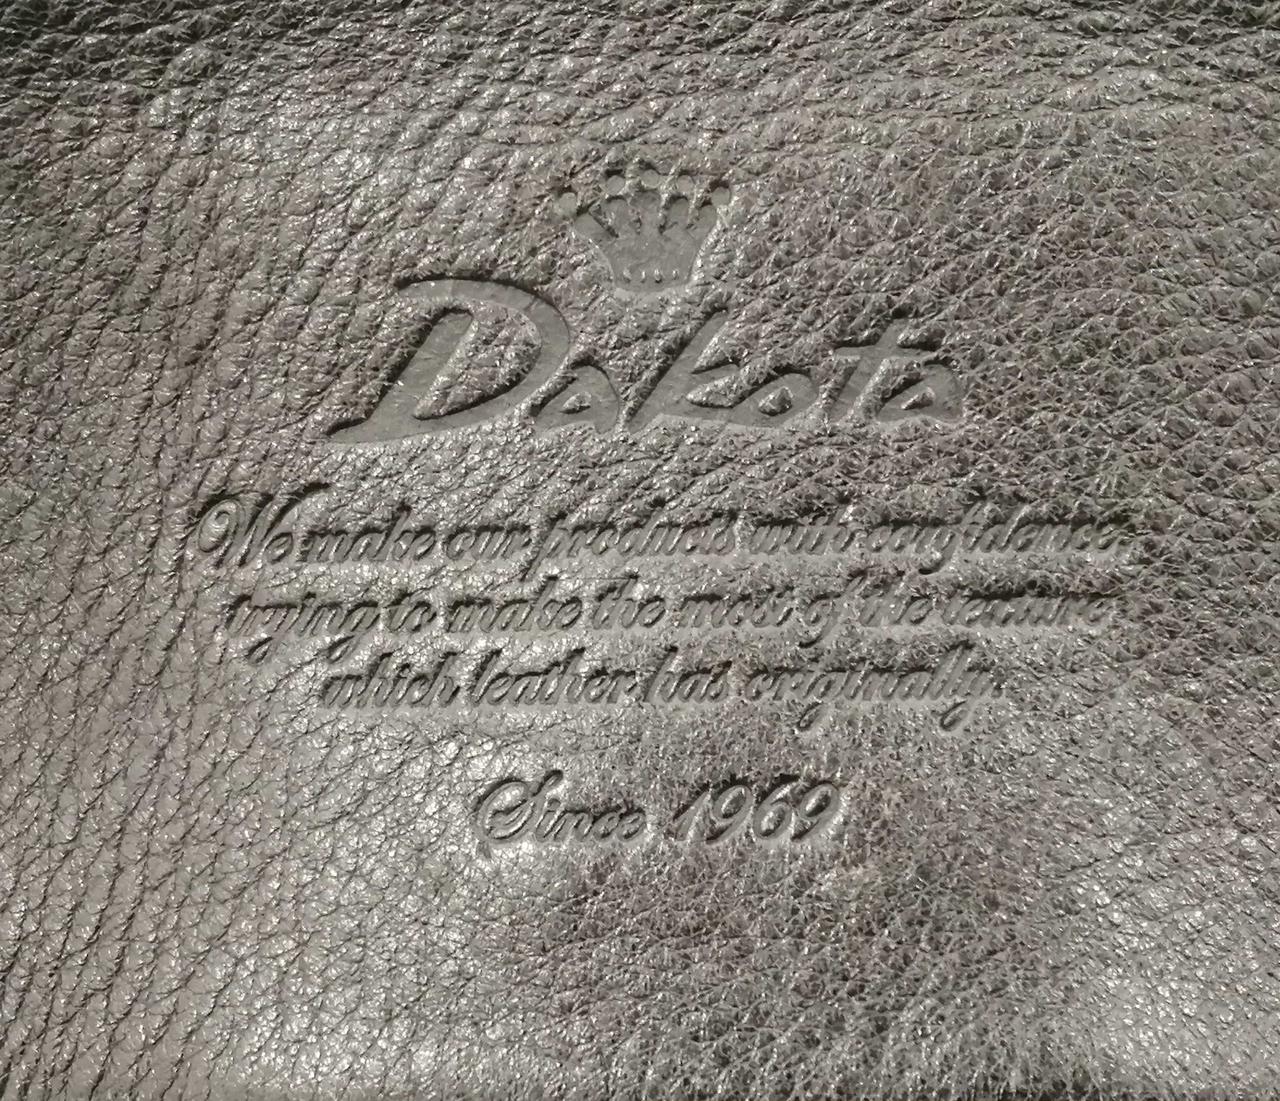 Dakota
We make our products with confidence,
trying to make the most of the texture
which leather has originally.
Since 1969